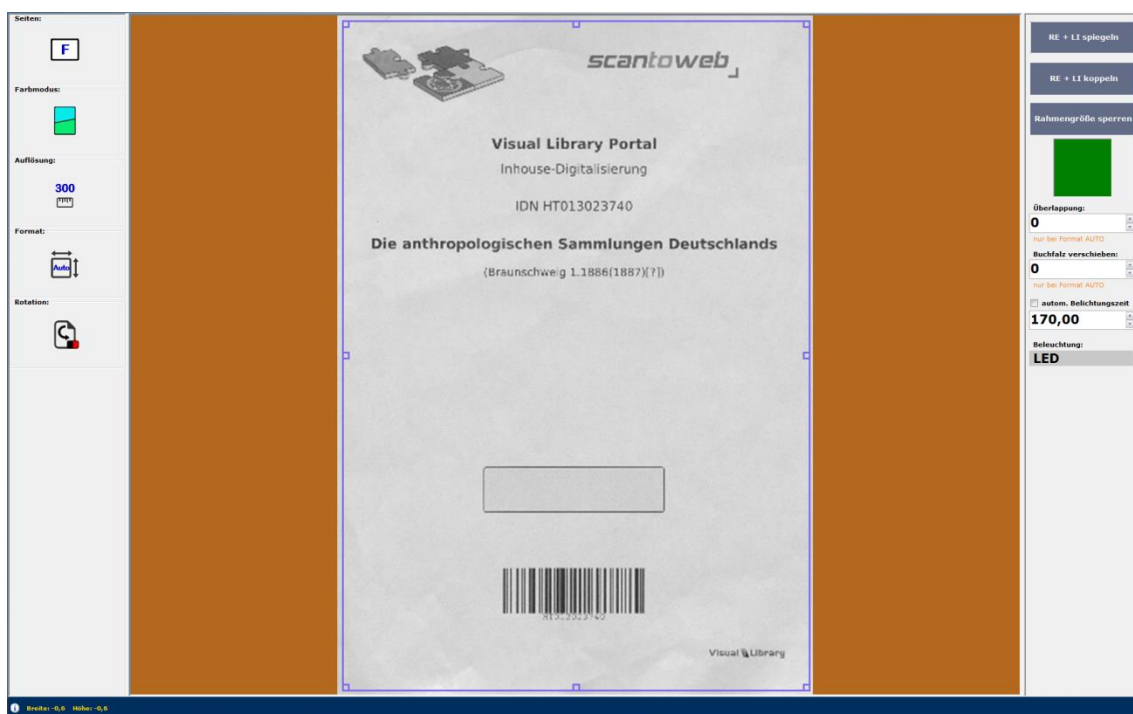 Seiten:
F
Farbmodus:
Auflösung:
300
Format:
Auto
Rotation:
scantoweb
Visual Library Portal
Inhouse-Digitalisierung
IDN HT013023740
Die anthropologischen Sammlungen Deutschlands
(Braunschweig 1.1886(1887)[?])
HT013023740
Visual Library
RE + LI spiegeln
RE + LI koppeln
Rahmengröße sperren
Überlappung:
0
nur bei Format AUTO
Buchfalz verschieben:
0
nur bei Format AUTO
autom. Belichtungszeit
170,00
Beleuchtung:
LED
Breite: -0,6 Höhe: -0,6